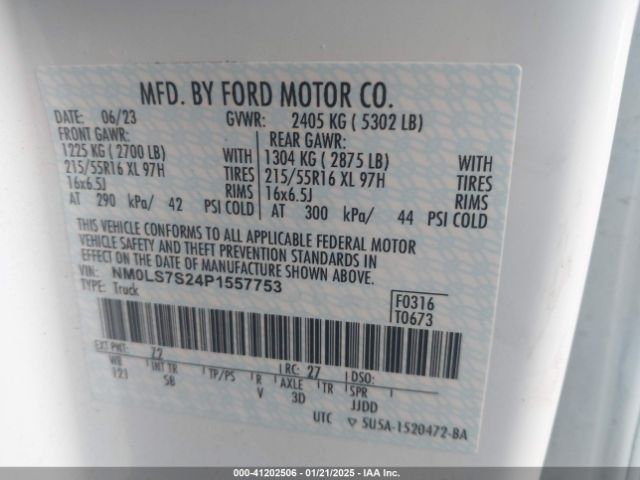 MFD. BY FORD MOTOR CO.
DATE: 06/23 GVWR: 2405 KG ( 5302 LB)
FRONT GAWR: REAR GAWR:
1225 KG ( 2700 LB) WITH 1304 KG ( 2875 LB) WITH
215/55R16 XL 97H TIRES 215/55R16 XL 97H TIRES
16x6.5J RIMS 16x6.5J RIMS
AT 290 kPa/ 42 PSI COLD AT 300 kPa/ 44 PSI COLD
THIS VEHICLE CONFORMS TO ALL APPLICABLE FEDERAL MOTOR
VEHICLE SAFETY AND THEFT PREVENTION STANDARDS IN
EFFECT ON THE DATE OF MANUFACTURE SHOWN ABOVE.
VIN: NM0LS7S24P1557753
TYPE: Truck
F0316
T0673
EXT PNT: Z2 RC: 27 DSO:
WB INT TR TP/PS R AXLE TR SPR
121 SB V 3D JJDD
UTC ▽ 5U5A-1520472-BA
000-41202506 01/21/2025 IAA Inc.